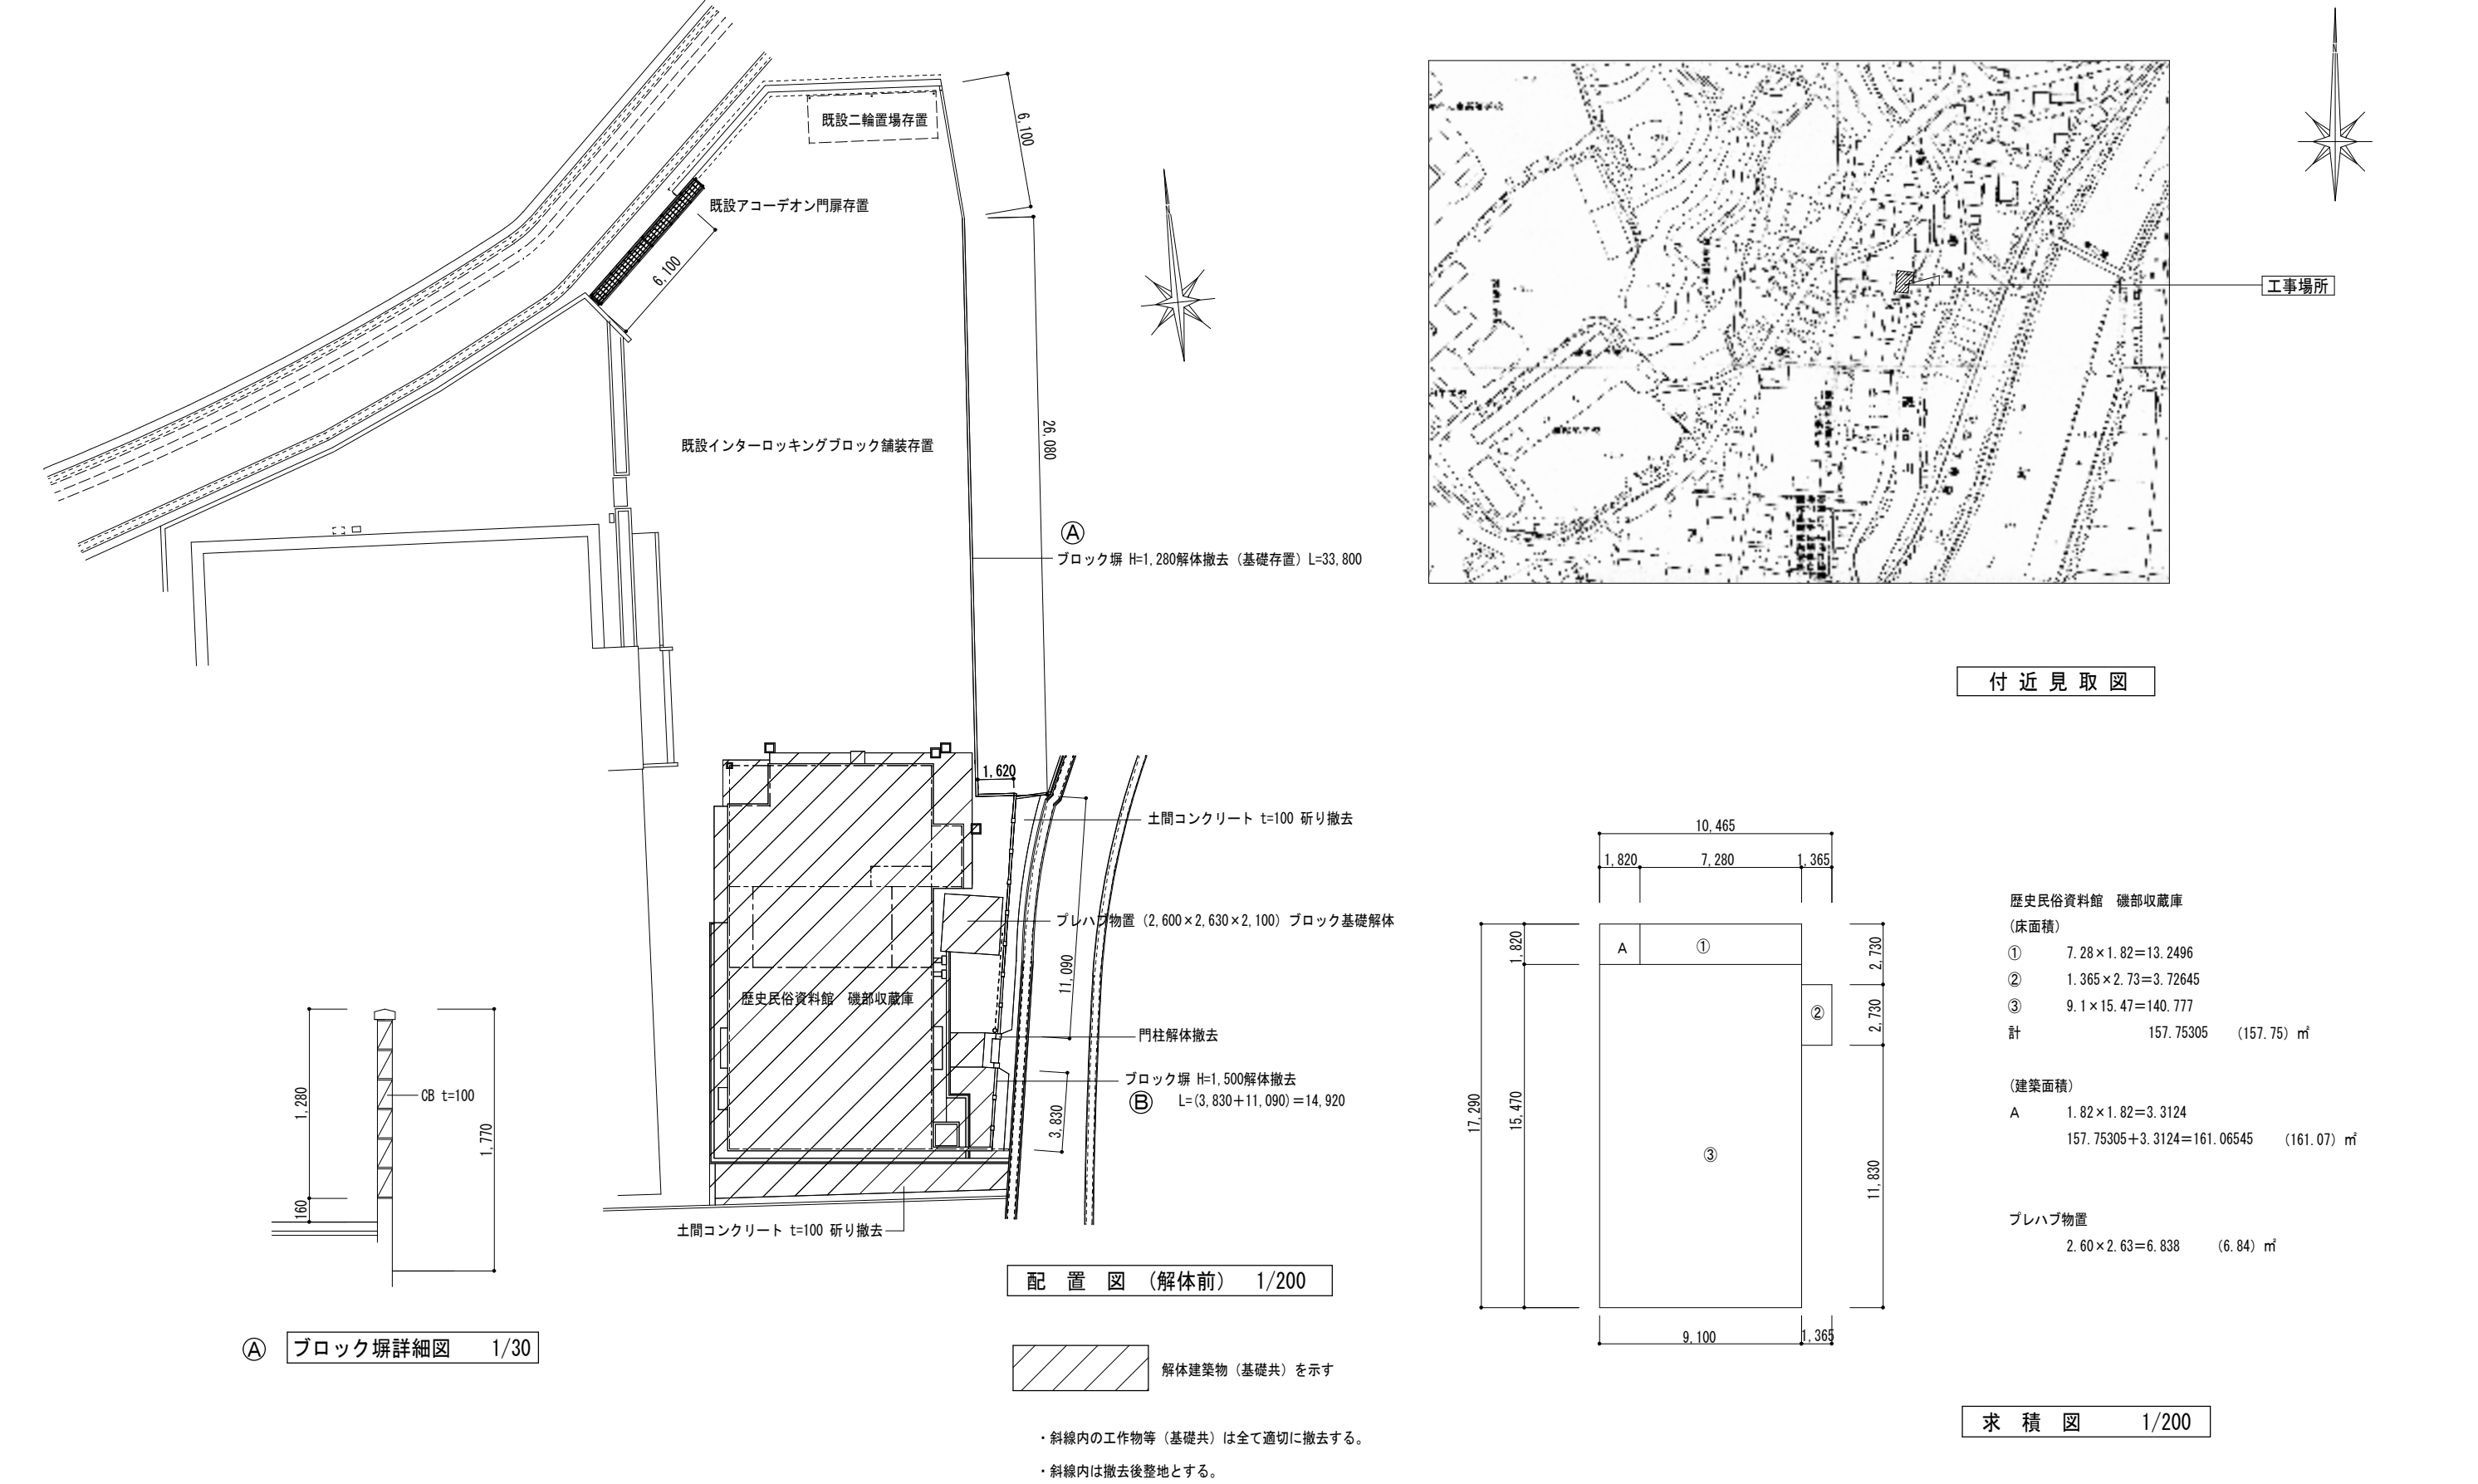 既設二輪置場存置
6,100
既設アコーデオン門扉存置
6,100
既設インターロッキングブロック舗装存置
26,080
Ⓐ
ブロック塀 H=1,280解体撤去（基礎存置）L=33,800
1,620
土間コンクリート t=100 斫り撤去
プレハブ物置（2,600×2,630×2,100）ブロック基礎解体
11,090
歴史民俗資料館　磯部収蔵庫
門柱解体撤去
ブロック塀 H=1,500解体撤去
Ⓑ L=(3,830＋11,090)＝14,920
3,830
土間コンクリート t=100 斫り撤去
配　置　図　（解体前）　1/200
解体建築物（基礎共）を示す
・斜線内の工作物等（基礎共）は全て適切に撤去する。
・斜線内は撤去後整地とする。
1,280
160
1,770
CB t=100
Ⓐ ブロック塀詳細図　1/30
N
N
工事場所
付 近 見 取 図
10,465
1,820
7,280
1,365
17,290
1,820
15,470
A
①
②
③
2,730
2,730
11,830
9,100
1,365
求　積　図　1/200
歴史民俗資料館　磯部収蔵庫
(床面積)
① 7.28×1.82＝13.2496
② 1.365×2.73＝3.72645
③ 9.1×15.47＝140.777
計 157.75305 (157.75) ㎡
(建築面積)
A 1.82×1.82＝3.3124
157.75305＋3.3124＝161.06545 (161.07) ㎡
プレハブ物置
2.60×2.63＝6.838 (6.84) ㎡